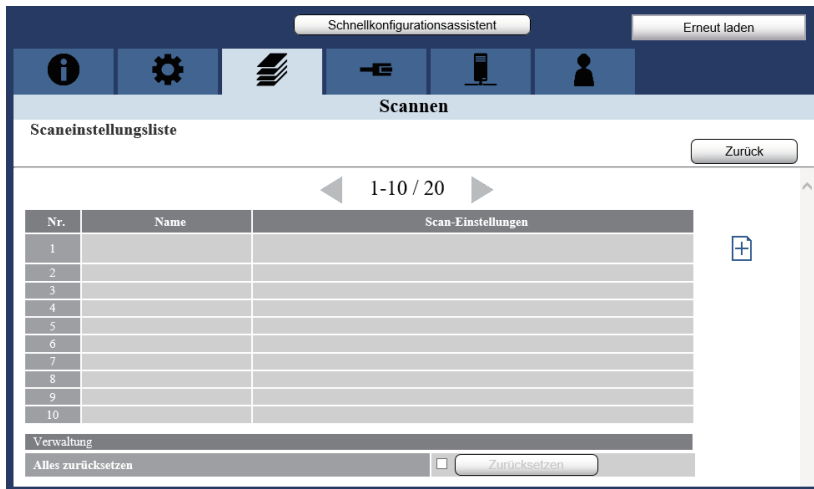 Schnellkonfigurationsassistent
Erneut laden
Scannen
Scaneinstellungsliste
Zurück
1-10 / 20
Nr. Name Scan-Einstellungen
1
2
3
4
5
6
7
8
9
10
Verwaltung
Alles zurücksetzen Zurücksetzen